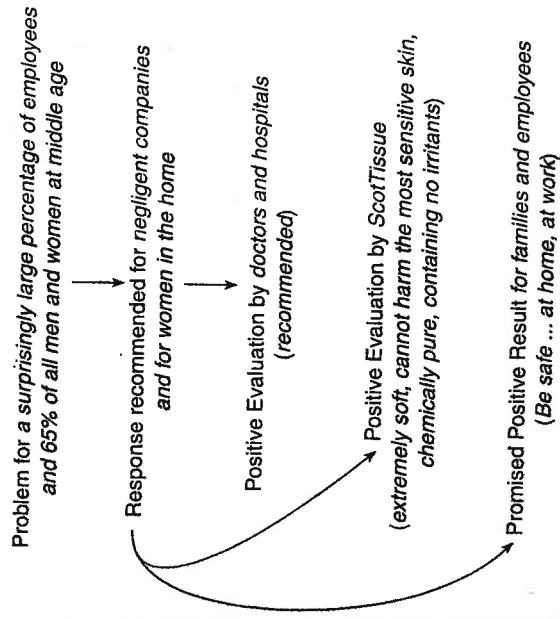 Problem for a surprisingly large percentage of employees
and 65% of all men and women at middle age
Response recommended for negligent companies
and for women in the home
Positive Evaluation by doctors and hospitals
(recommended)
Positive Evaluation by ScotTissue
(extremely soft, cannot harm the most sensitive skin,
chemically pure, containing no irritants)
Promised Positive Result for families and employees
(Be safe ... at home, at work)